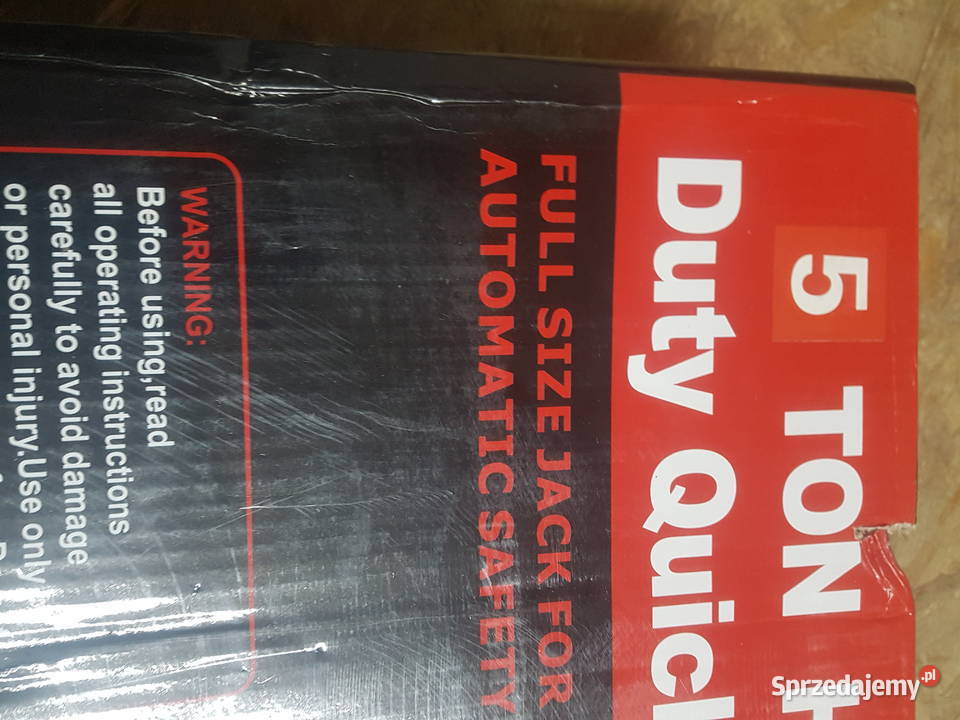 5 TON H
Duty Quick
FULL SIZE JACK FOR
AUTOMATIC SAFETY
WARNING:
Before using,read
all operating instructions
carefully to avoid damage
or personal injury.Use only
Sprzedajemy.pl